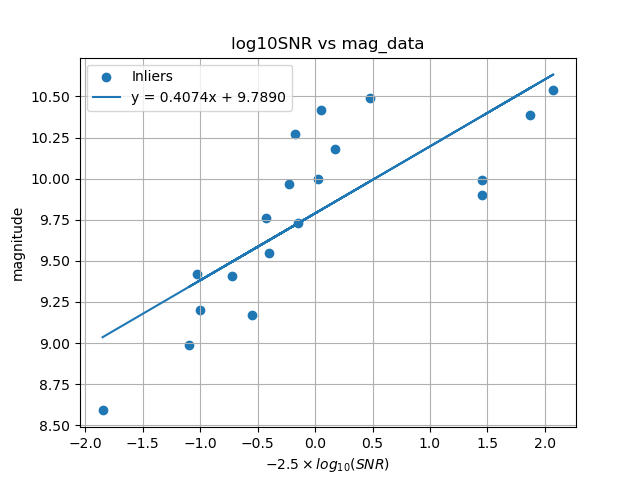 log10SNR vs mag_data
Inliers
y = 0.4074x + 9.7890
magnitude
10.50
10.25
10.00
9.75
9.50
9.25
9.00
8.75
8.50
−2.0 −1.5 −1.0 −0.5 0.0 0.5 1.0 1.5 2.0
−2.5 × log₁₀(SNR)